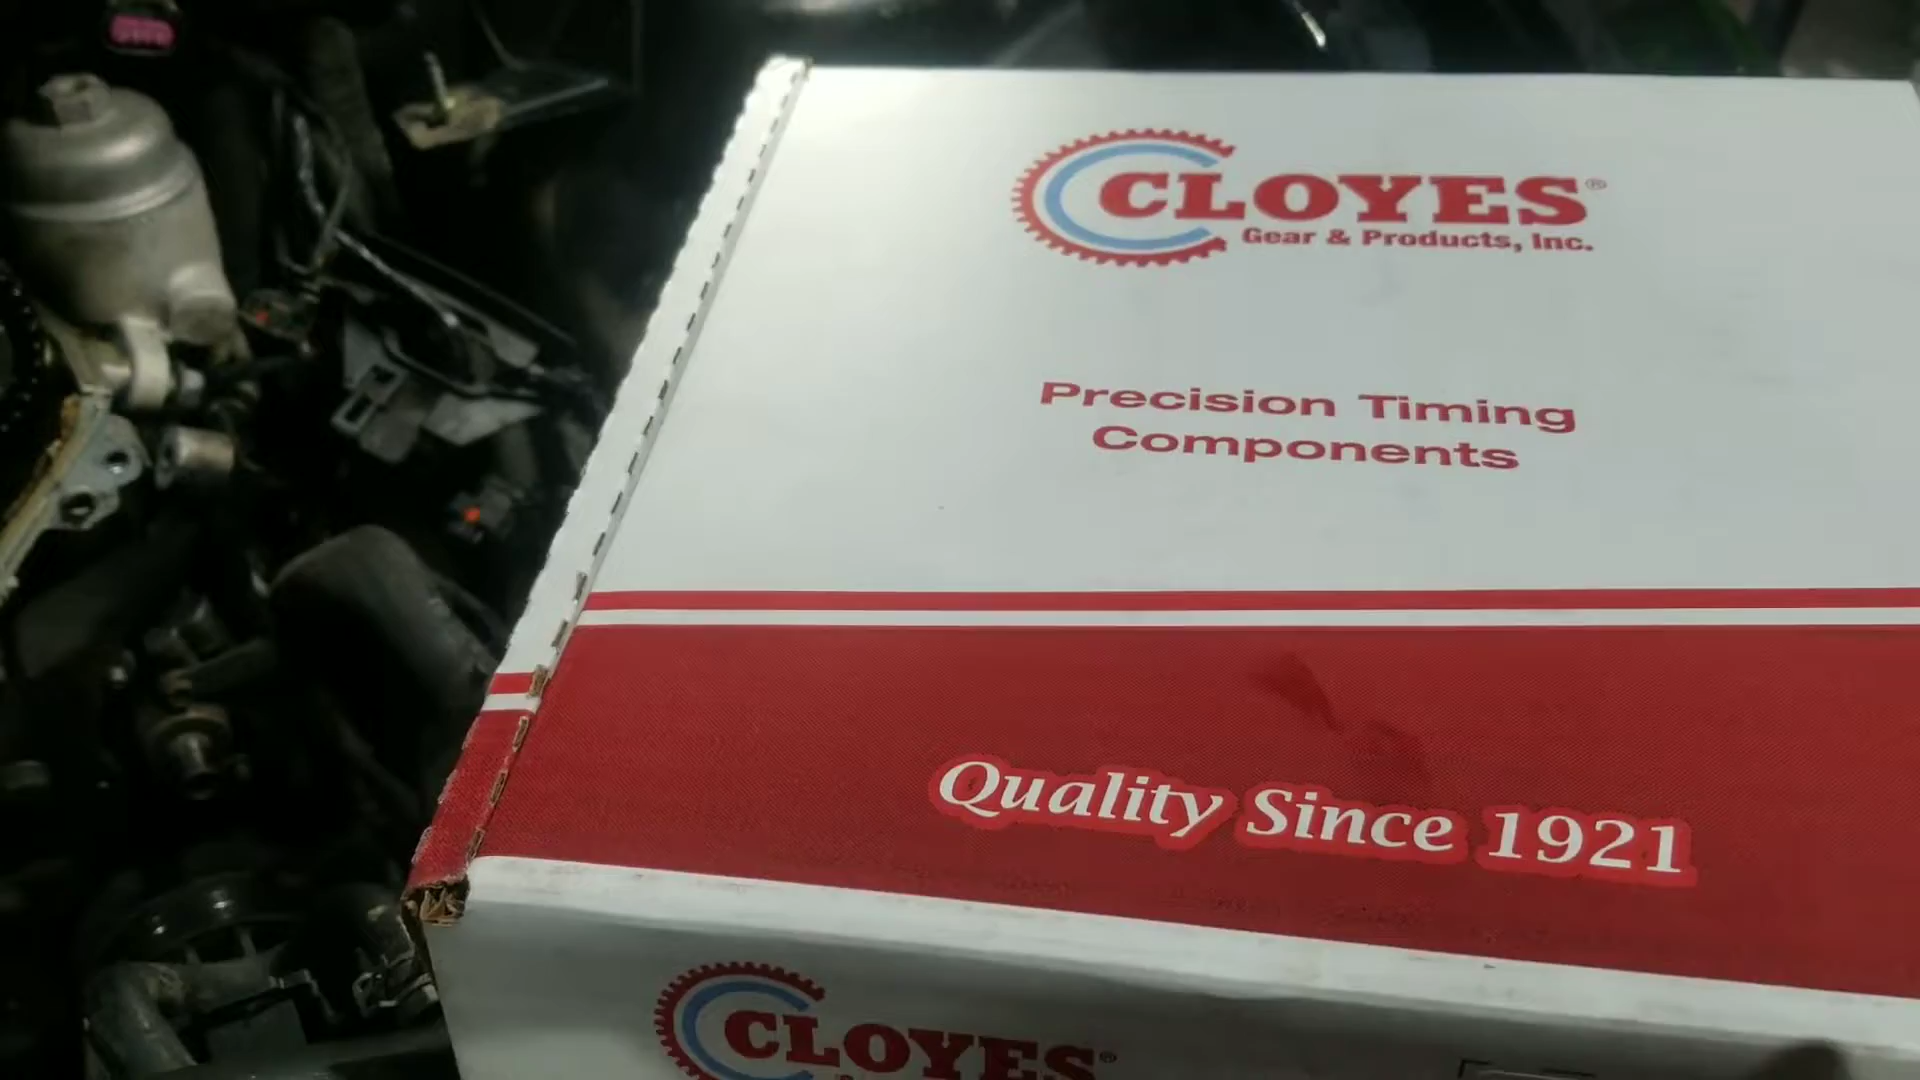 CLOYES®
Gear & Products, Inc.
Precision Timing
Components
Quality Since 1921
CLOYES®